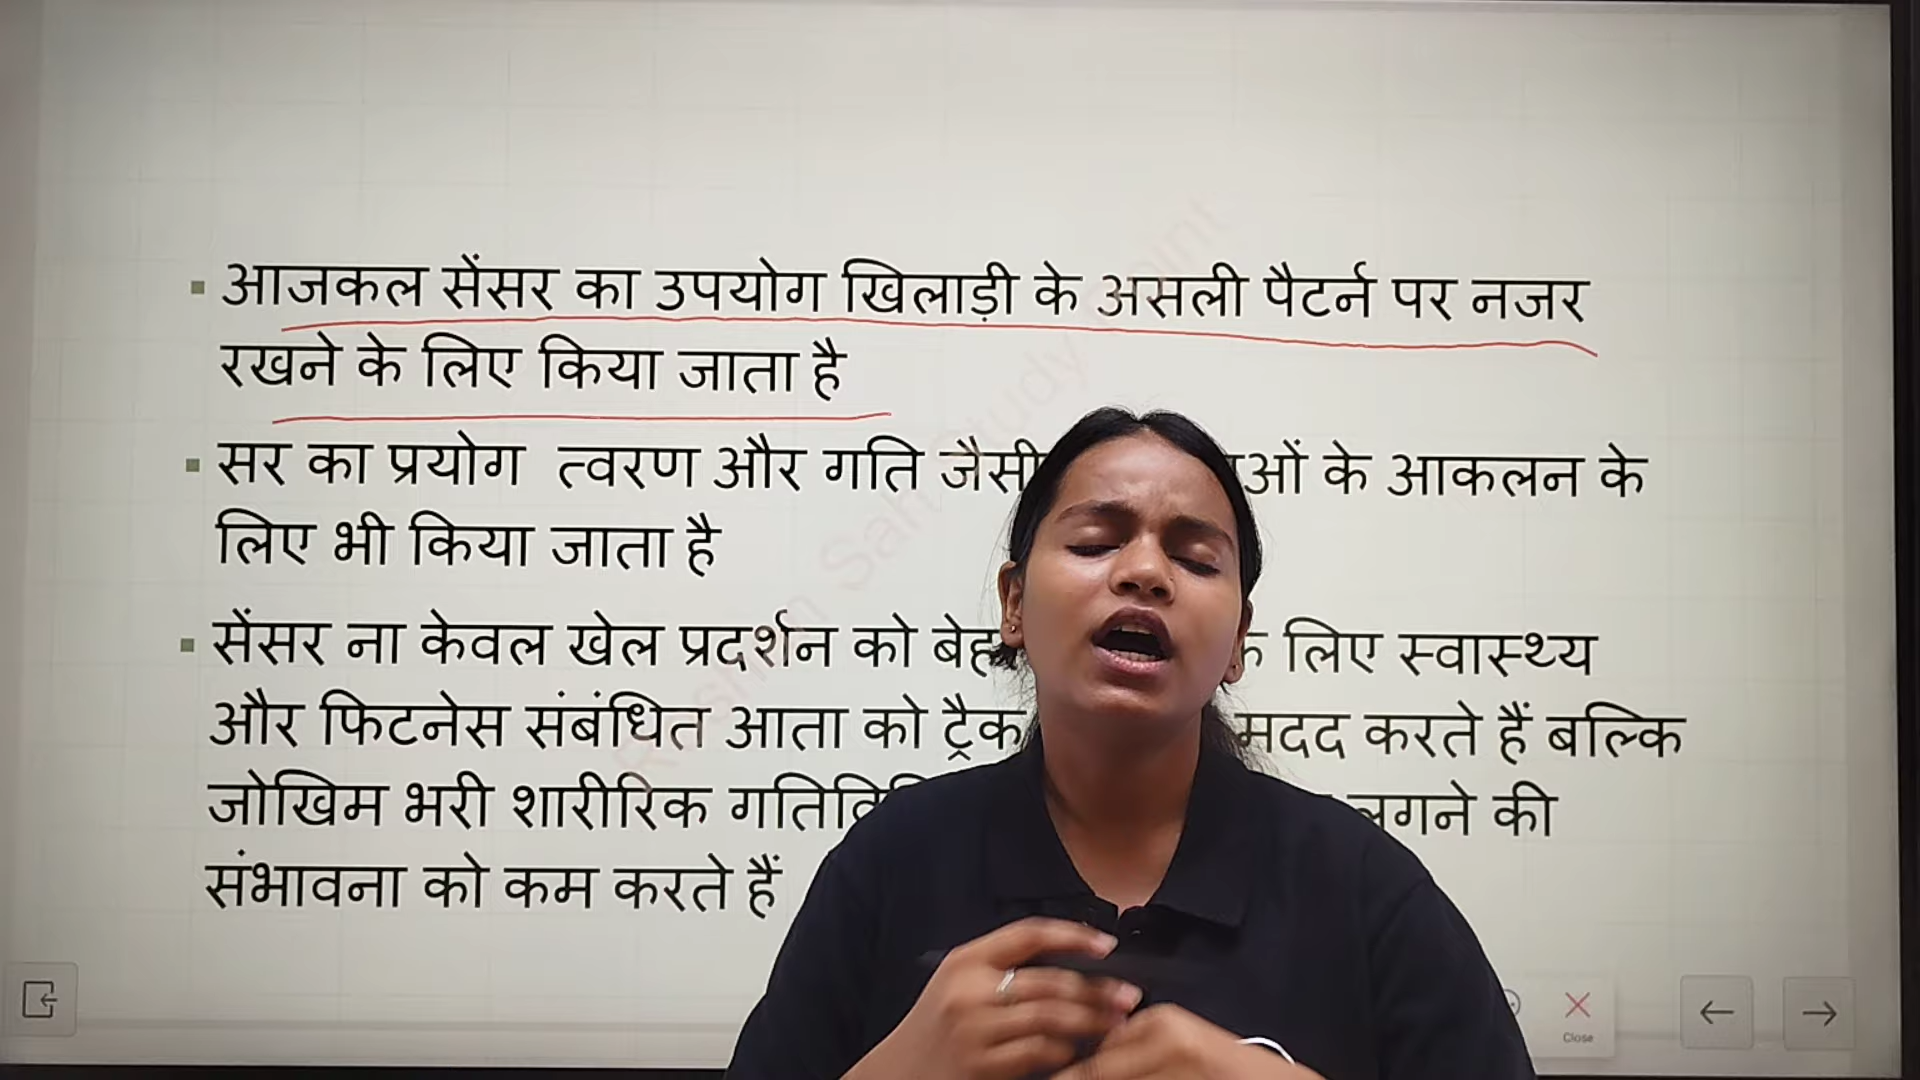 आजकल सेंसर का उपयोग खिलाड़ी के असली पैटर्न पर नजर
रखने के लिए किया जाता है
सर का प्रयोग त्वरण और गति जैसी के आकलन के
लिए भी किया जाता है
सेंसर ना केवल खेल प्रदर्शन को लिए स्वास्थ्य
और फिटनेस संबंधित आता को ट्रैक मदद करते हैं बल्कि
जोखिम भरी शारीरिक लगने की
संभावना को कम करते हैं
Close